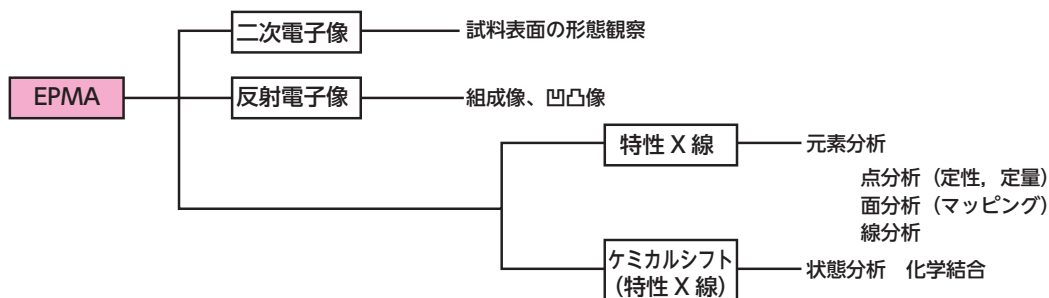 二次電子像
試料表面の形態観察
EPMA
反射電子像
組成像、凹凸像
特性 X 線
元素分析
点分析（定性，定量）
面分析（マッピング）
線分析
ケミカルシフト
（特性 X 線）
状態分析　化学結合